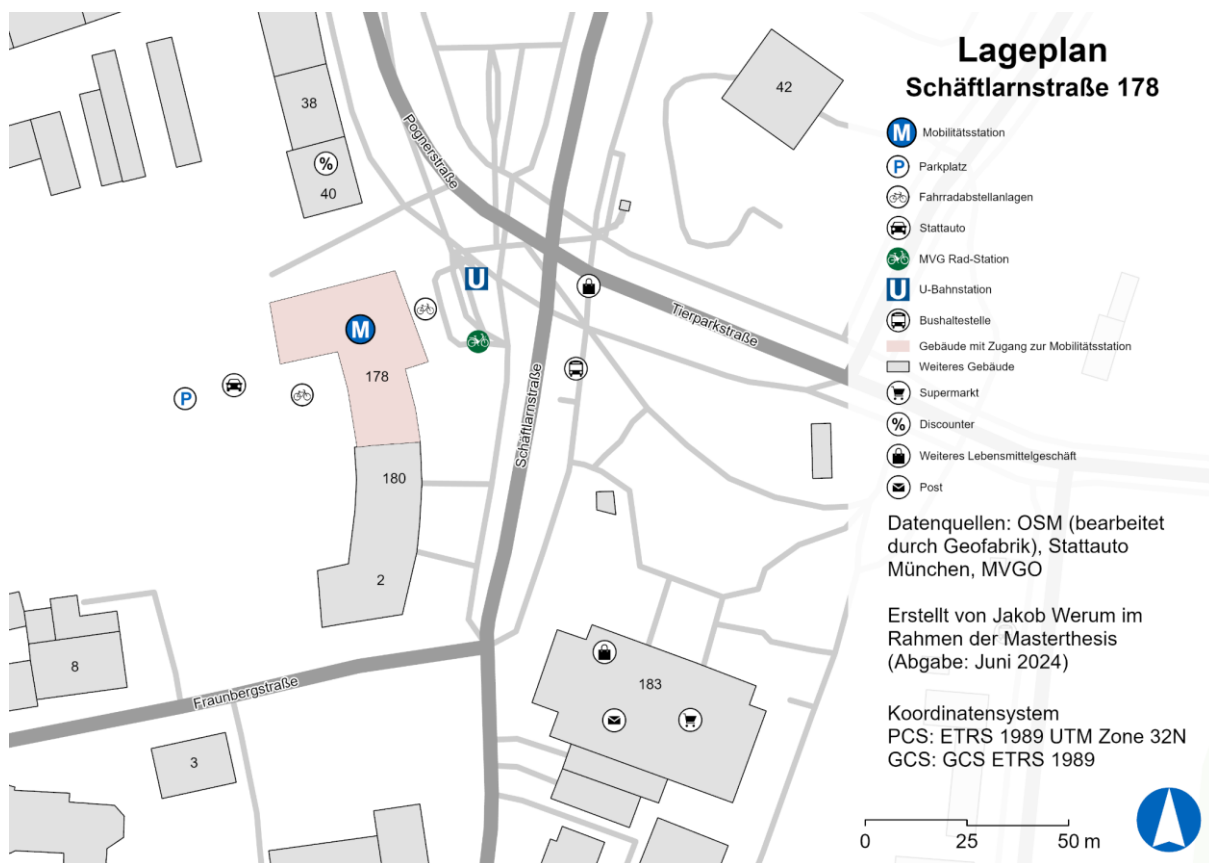 Lageplan
Schäftlarnstraße 178
M Mobilitätsstation
P Parkplatz
Fahrradabstellanlagen
Stattauto
MVG Rad-Station
U U-Bahnstation
Bushaltestelle
Gebäude mit Zugang zur Mobilitätsstation
Weiteres Gebäude
Supermarkt
% Discounter
Weiteres Lebensmittelgeschäft
Post
Datenquellen: OSM (bearbeitet
durch Geofabrik), Stattauto
München, MVGO
Erstellt von Jakob Werum im
Rahmen der Masterthesis
(Abgabe: Juni 2024)
Koordinatensystem
PCS: ETRS 1989 UTM Zone 32N
GCS: GCS ETRS 1989
0 25 50 m
38
%
40
42
Pognerstraße
U
M
Tierparkstraße
178
P
Schäftlarnstraße
180
2
8
183
Fraunbergstraße
3